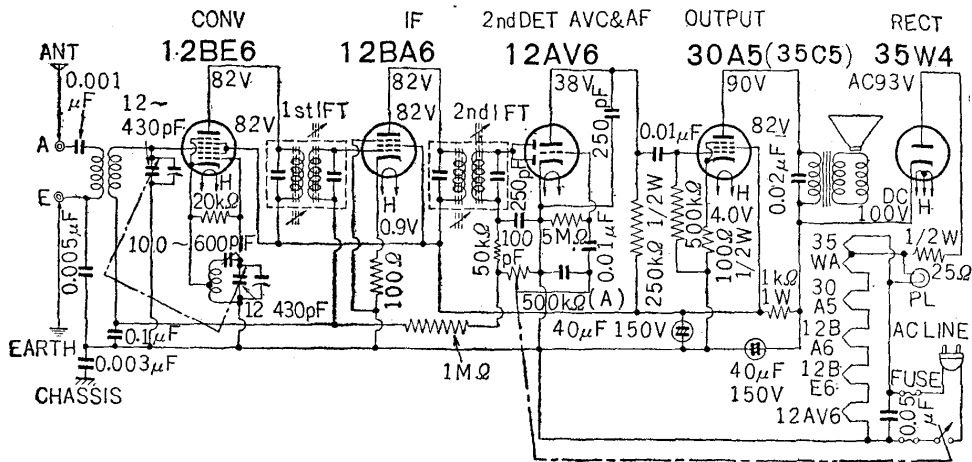 CONV IF 2ndDET AVC&AF OUTPUT RECT
12BE6 12BA6 12AV6 30A5(35C5) 35W4
ANT
0.001
μF
12~
430pF
82V
82V
1stIFT
82V
82V
2ndIFT
38V
250pF
90V
AC93V
0.01μF
82V
0.02μF
A
E
H
20kΩ
H
0.9V
250pF
100
pF
5MΩ
0.01μF
1/2W
250kΩ
500kΩ
H
4.0V
100Ω
1/2W
DC
100V
H
1/2W
25Ω
0.005μF
100~600pF
100Ω
50kΩ
500kΩ(A)
1kΩ
1W
35
WA
PL
12 430pF
30
A5
0.1μF
40μF 150V
12B
A6
AC LINE
EARTH
0.003μF
1MΩ
40μF
150V
12B
E6
FUSE
CHASSIS
12AV6
0.05
μF